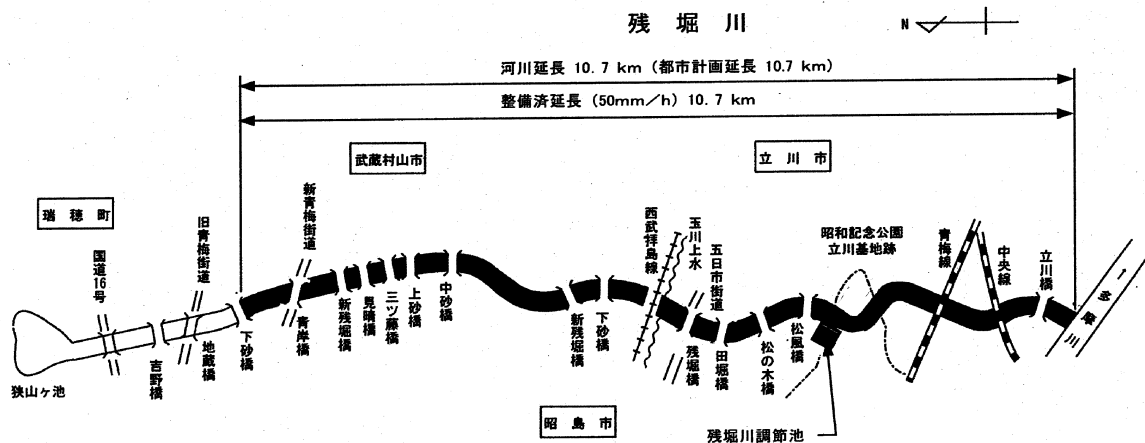 残堀川
N
河川延長 10.7 km (都市計画延長 10.7 km)
整備済延長 (50mm/h) 10.7 km
武蔵村山市
立川市
瑞穂町
国道16号
旧青梅街道
新青梅街道
西武拝島線
玉川上水
五日市街道
昭和記念公園
立川基地跡
青梅線
中央線
立川橋
多摩川
狭山ヶ池
吉野橋
地蔵橋
下砂橋
青岸橋
新残堀橋
見晴橋
三ツ藤橋
上砂橋
中砂橋
新残堀橋
下砂橋
残堀橋
田堀橋
松の木橋
松風橋
昭島市
残堀川調節池